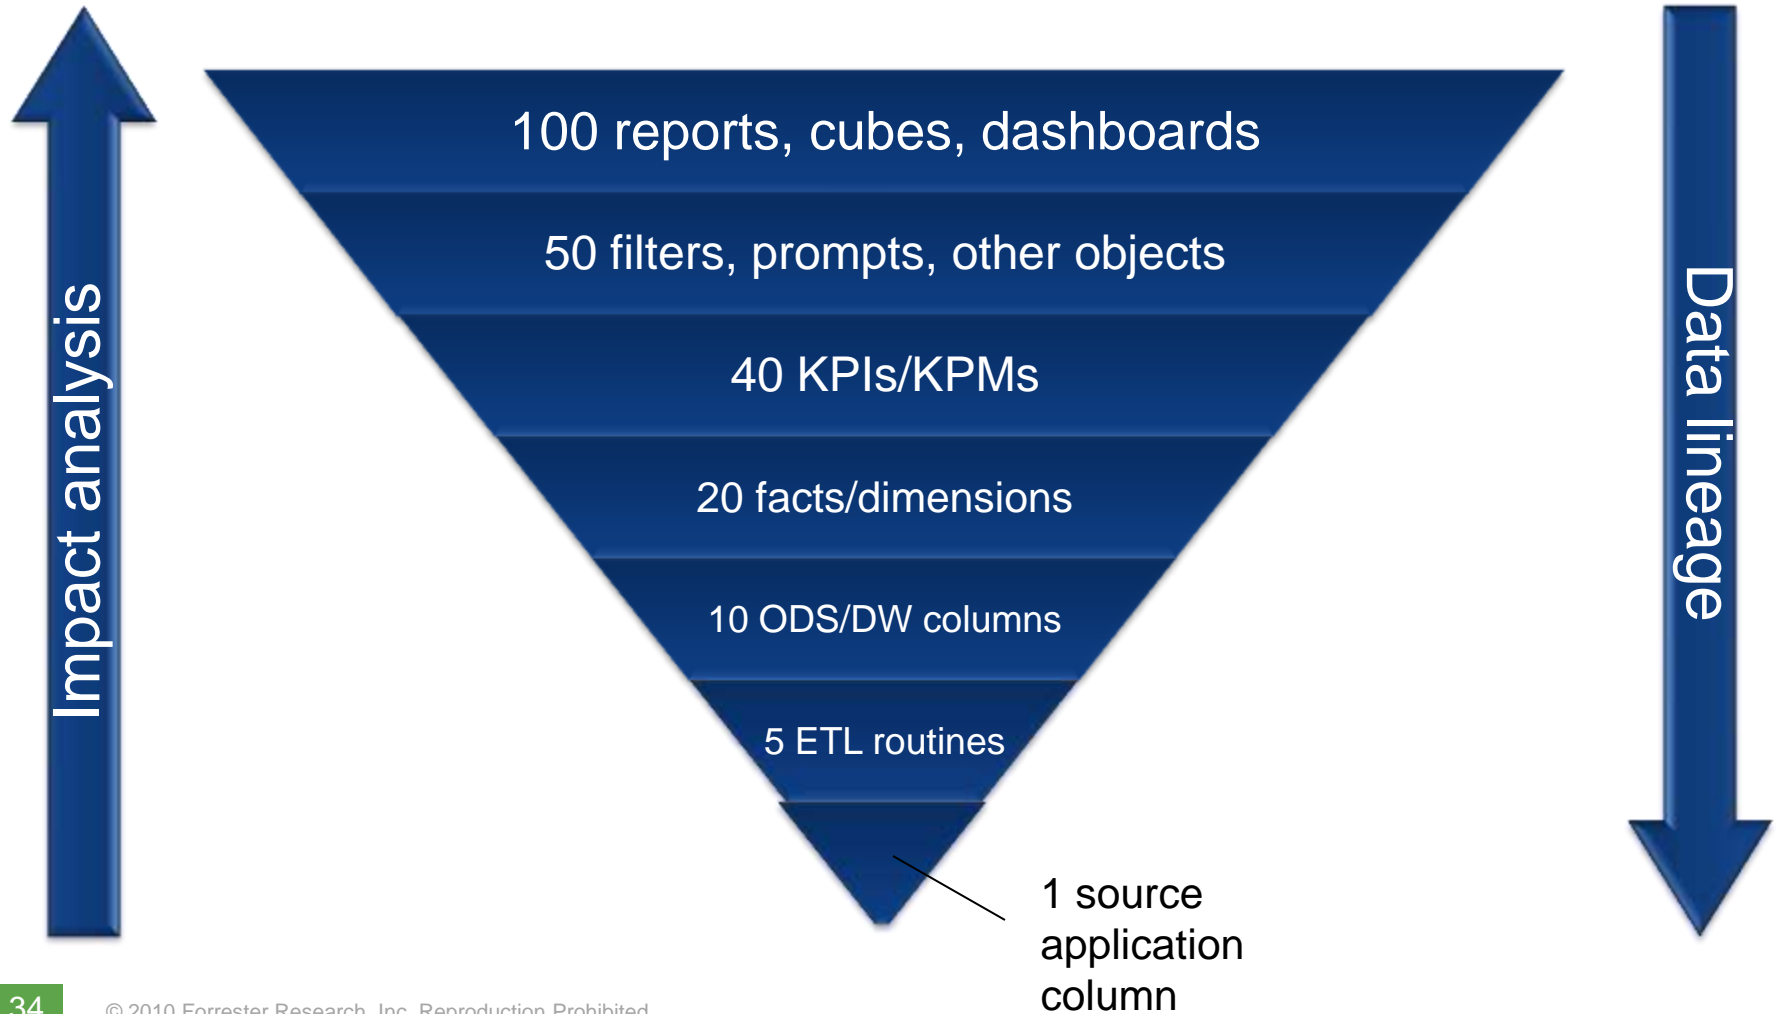 Impact analysis
100 reports, cubes, dashboards
50 filters, prompts, other objects
40 KPIs/KPMs
20 facts/dimensions
10 ODS/DW columns
5 ETL routines
1 source
application
column
Data lineage
34
© 2010 Forrester Research, Inc. Reproduction Prohibited